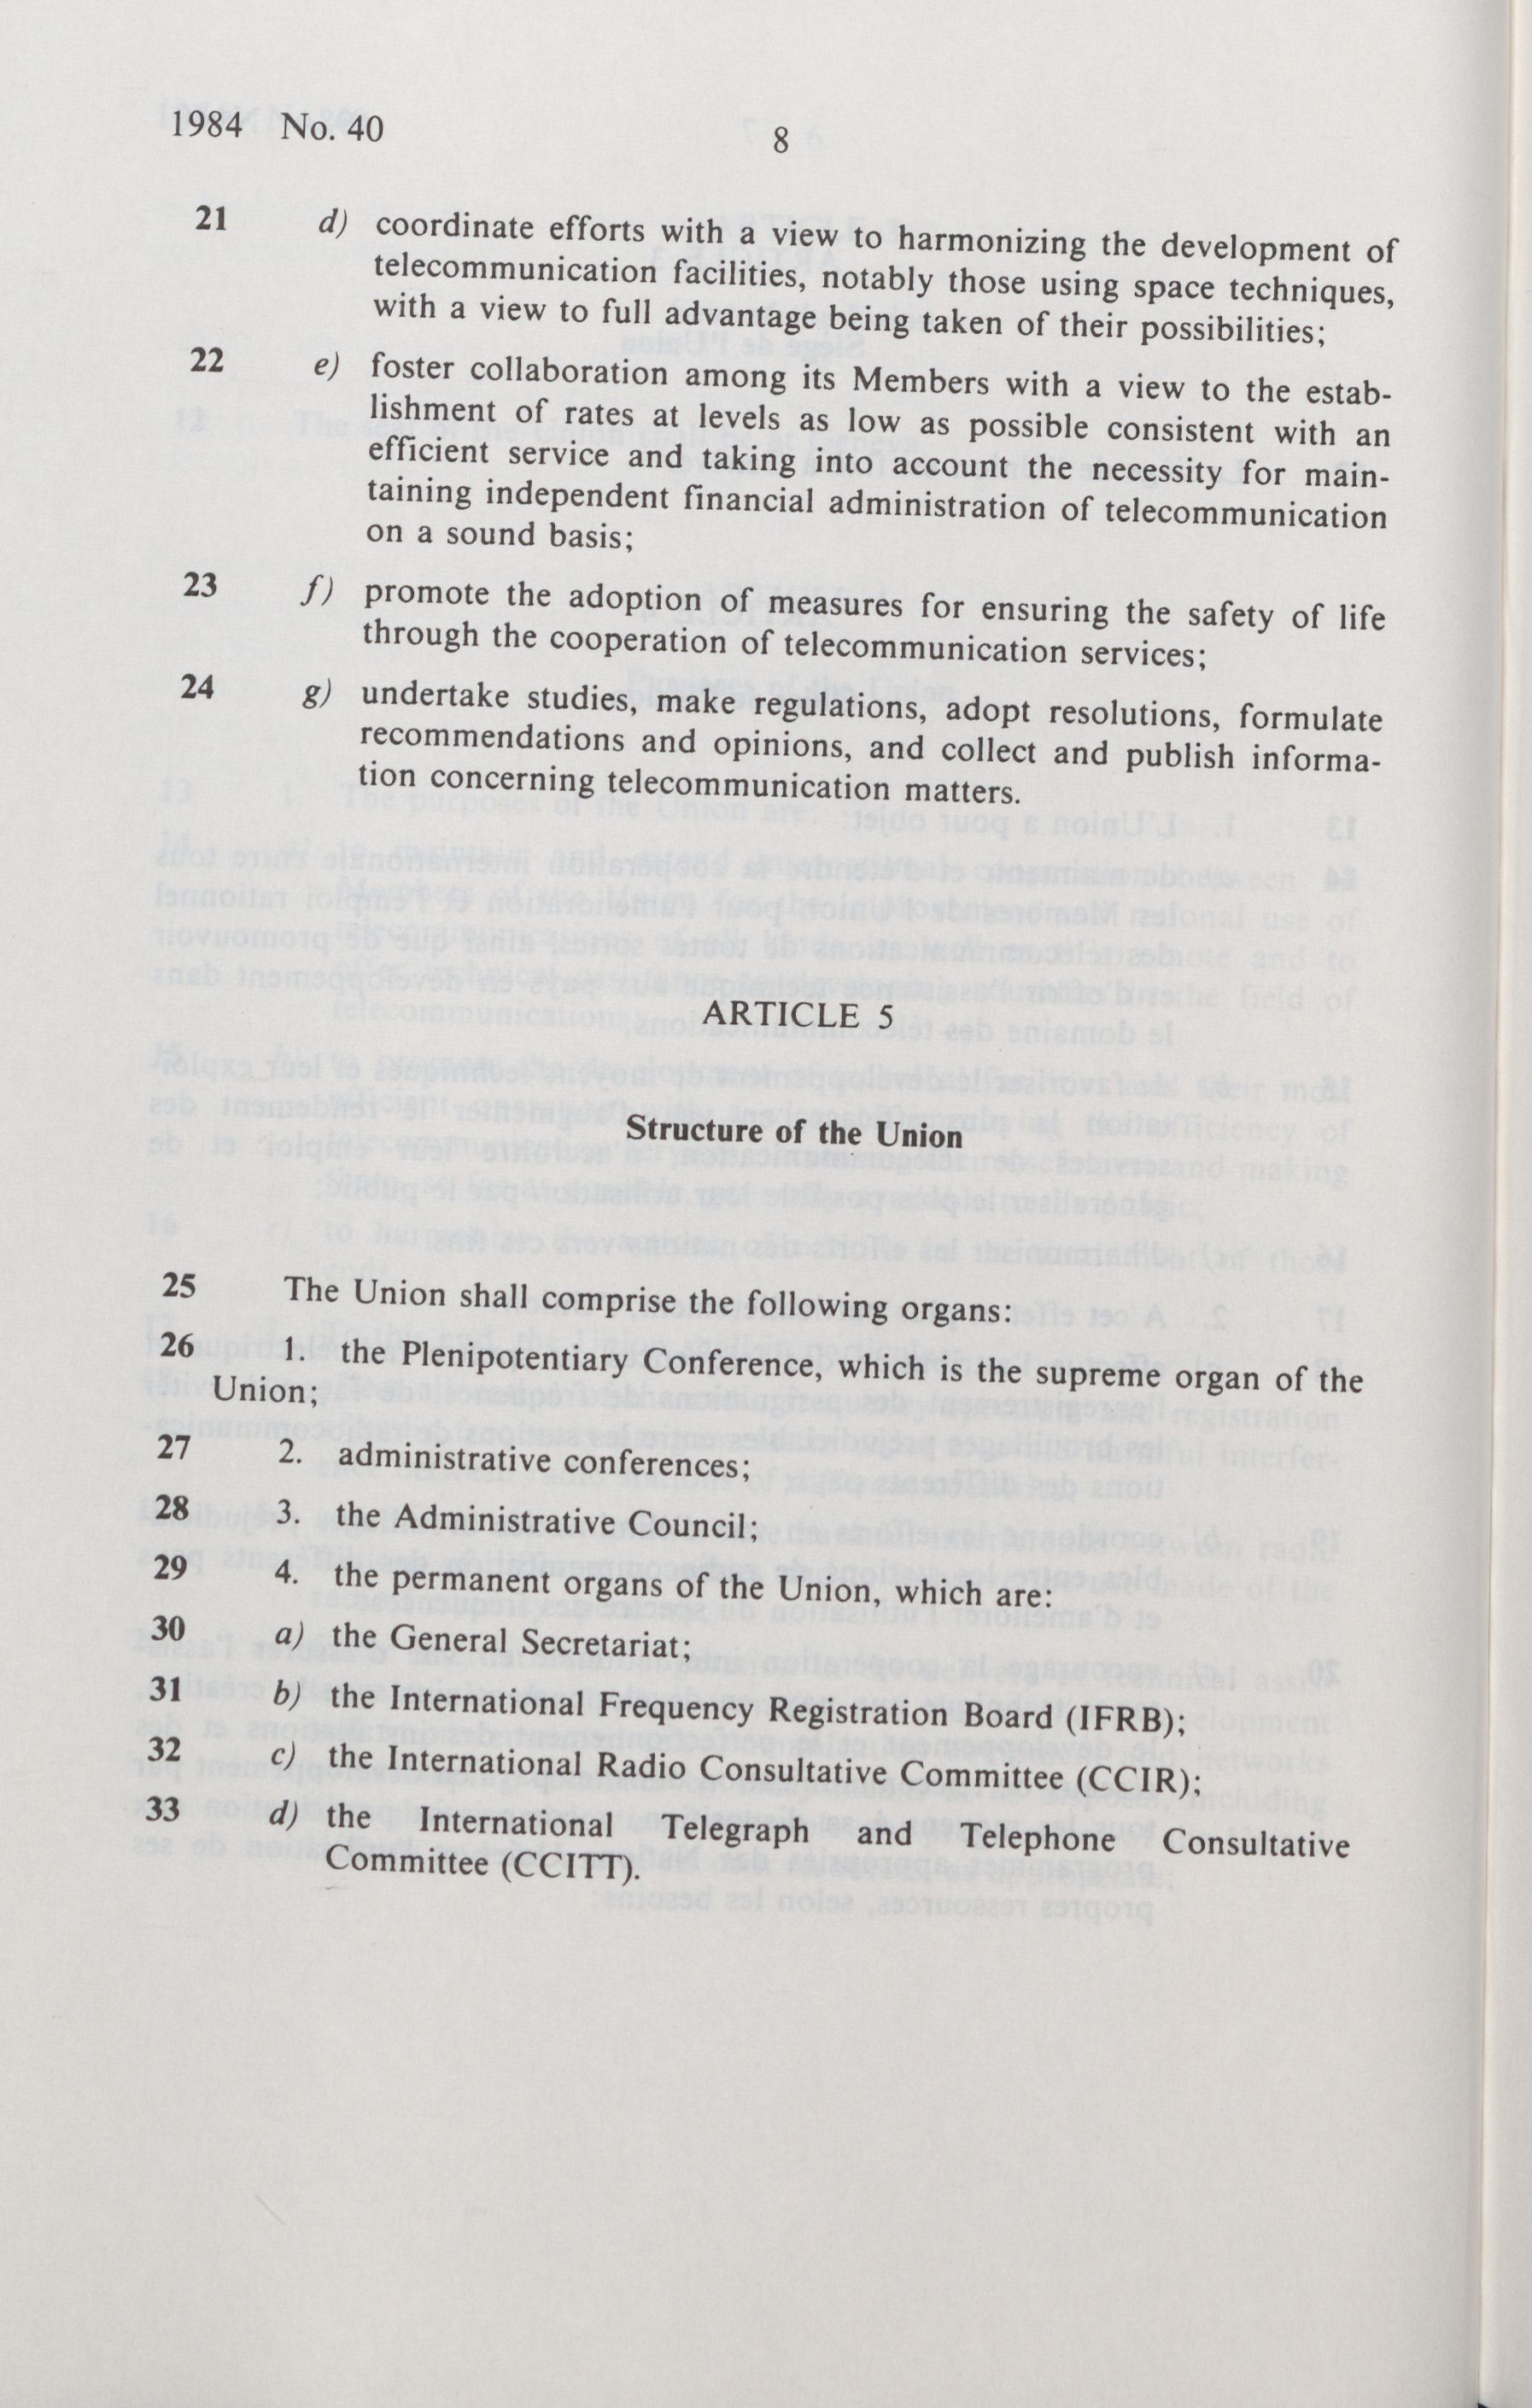 1984 No. 40
8
21 d) coordinate efforts with a view to harmonizing the development of
telecommunication facilities, notably those using space techniques,
with a view to full advantage being taken of their possibilities;
22 e) foster collaboration among its Members with a view to the estab-
lishment of rates at levels as low as possible consistent with an
efficient service and taking into account the necessity for main-
taining independent financial administration of telecommunication
on a sound basis;
23 f) promote the adoption of measures for ensuring the safety of life
through the cooperation of telecommunication services;
24 g) undertake studies, make regulations, adopt resolutions, formulate
recommendations and opinions, and collect and publish informa-
tion concerning telecommunication matters.
ARTICLE 5
Structure of the Union
25 The Union shall comprise the following organs:
26 1. the Plenipotentiary Conference, which is the supreme organ of the
Union;
27 2. administrative conferences;
28 3. the Administrative Council;
29 4. the permanent organs of the Union, which are:
30 a) the General Secretariat;
31 b) the International Frequency Registration Board (IFRB);
32 c) the International Radio Consultative Committee (CCIR);
33 d) the International Telegraph and Telephone Consultative
Committee (CCITT).